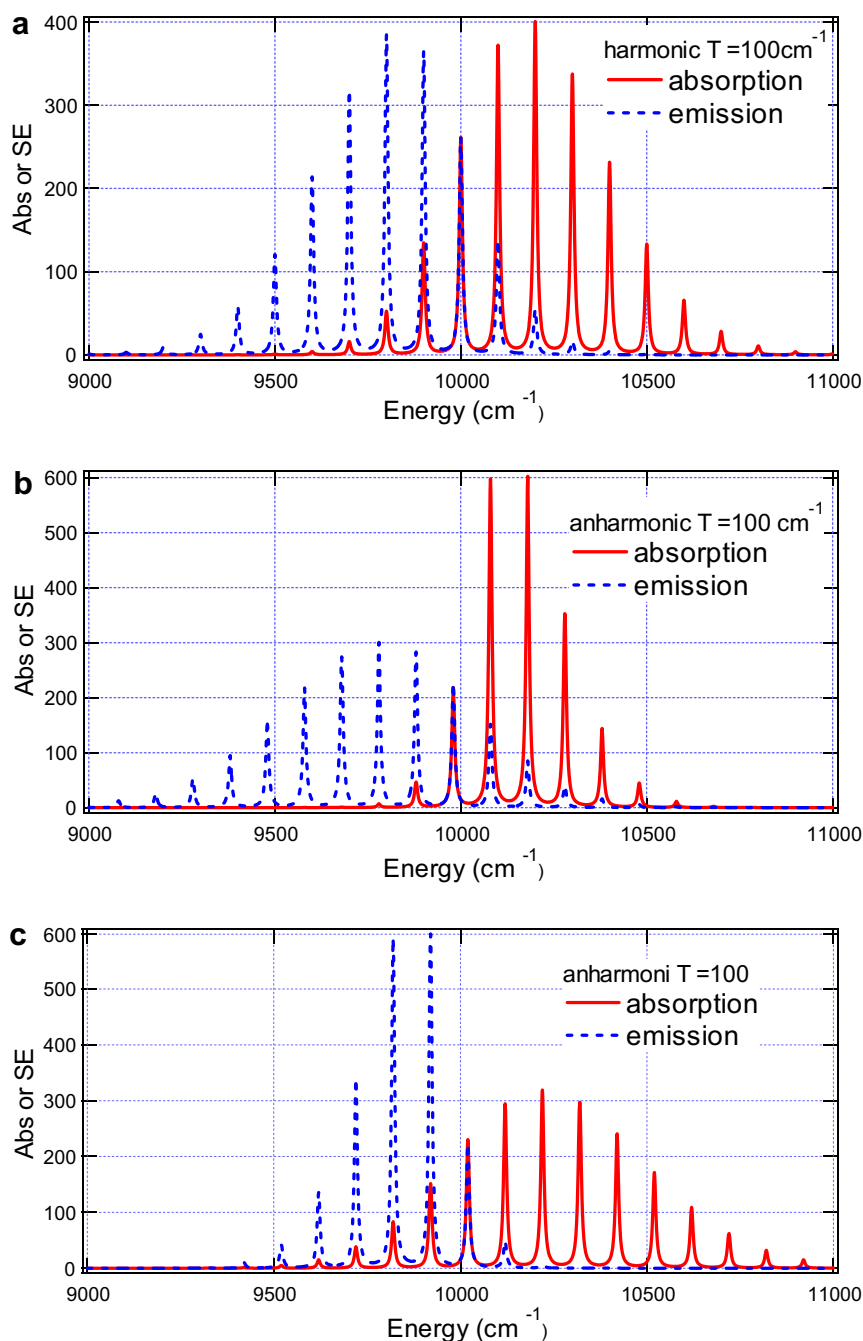 a
400
300
200
100
0
Abs or SE
harmonic T =100cm⁻¹
absorption
emission
9000 9500 10000 10500 11000
Energy (cm ⁻¹)
b
600
500
400
300
200
100
0
Abs or SE
anharmonic T =100 cm⁻¹
absorption
emission
9000 9500 10000 10500 11000
Energy (cm ⁻¹)
c
600
500
400
300
200
100
0
Abs or SE
anharmoni T =100
absorption
emission
9000 9500 10000 10500 11000
Energy (cm ⁻¹)